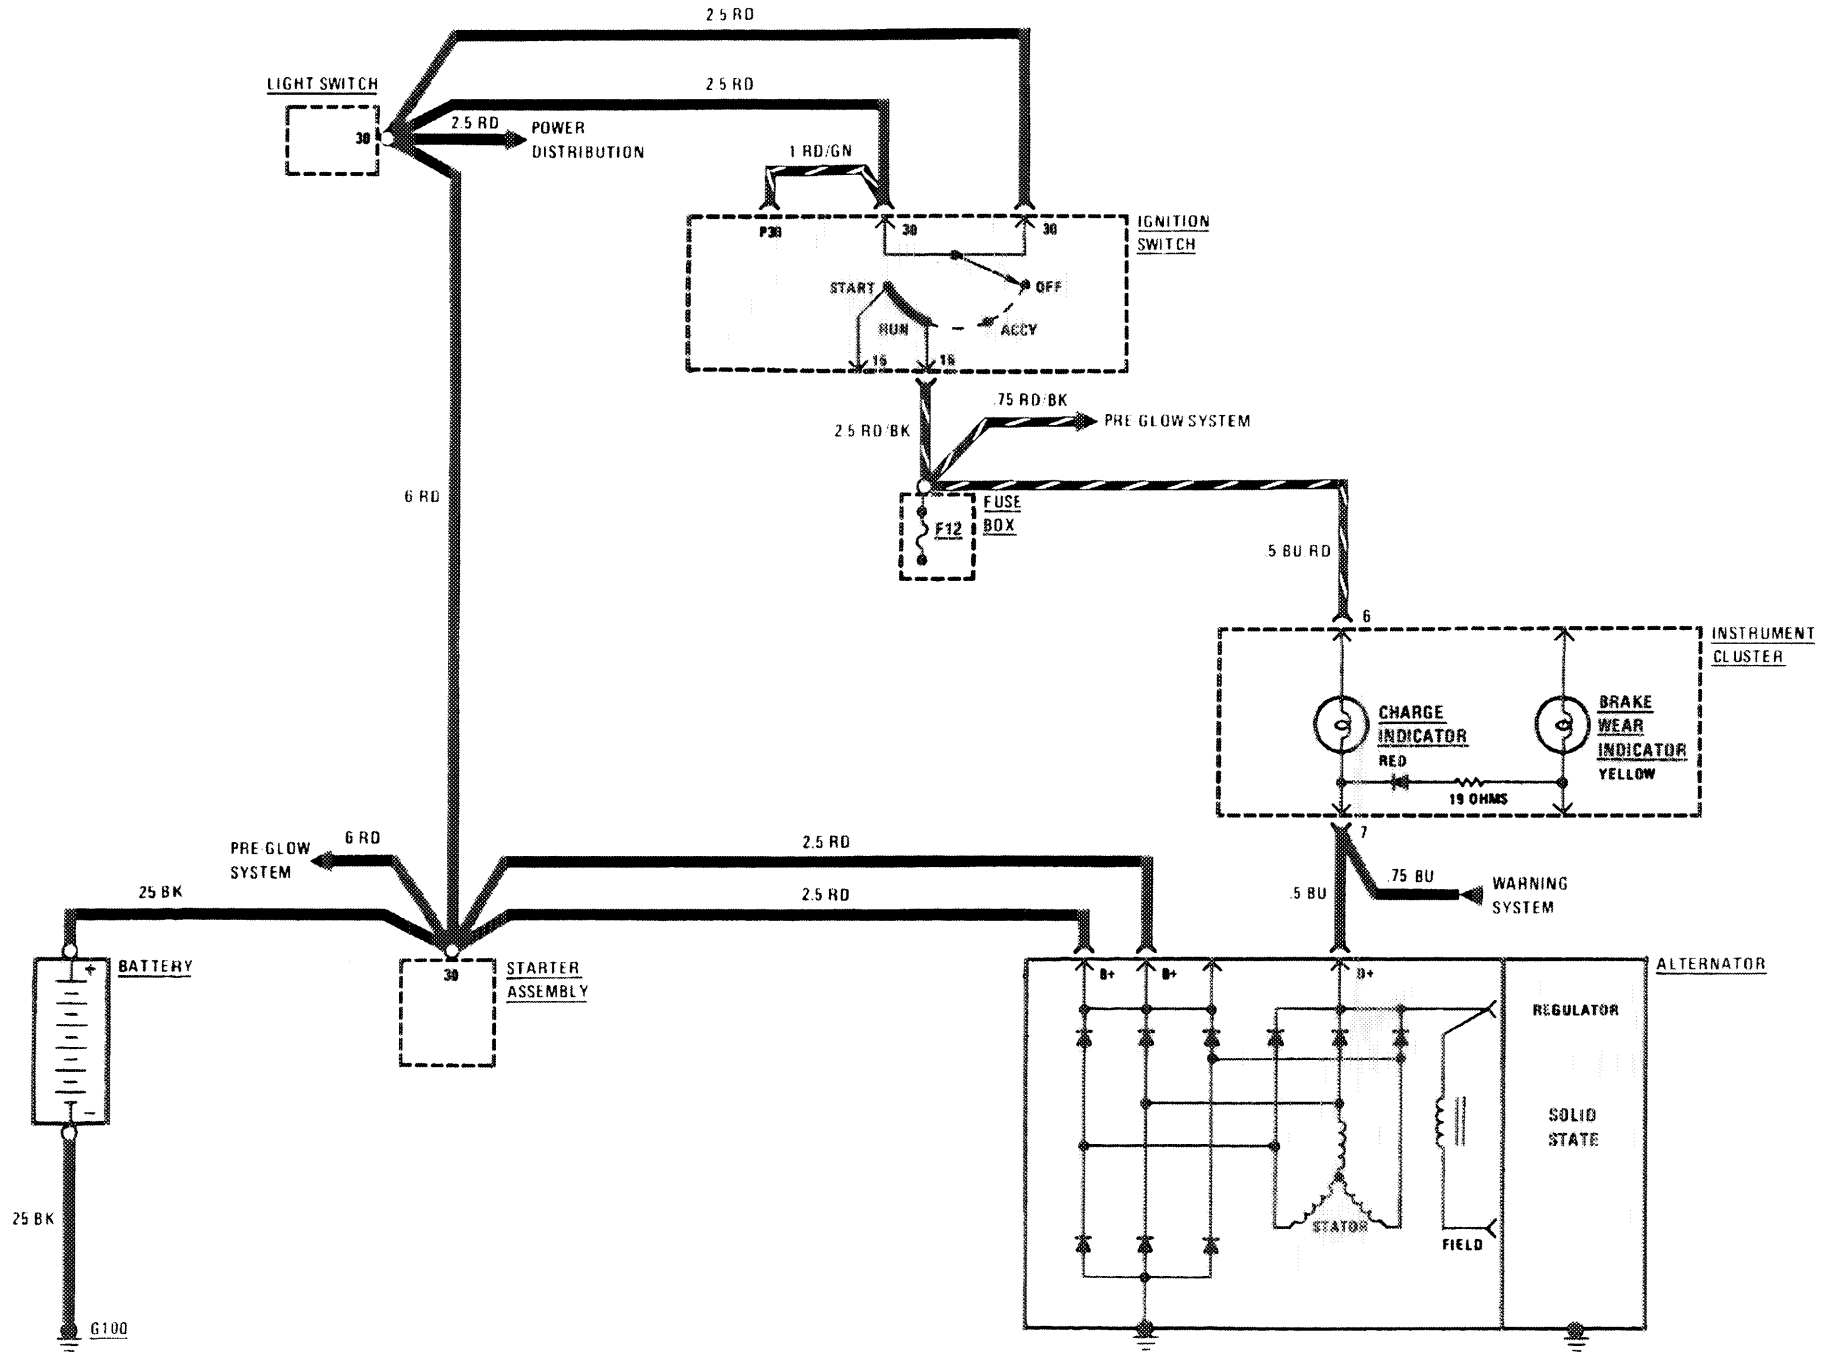 2.5 RD
LIGHT SWITCH
2.5 RD
30
2.5 RD
POWER
DISTRIBUTION
1 RD/GN
P30
30
30
IGNITION
SWITCH
START
OFF
RUN
ACCY
15
15
.75 RD/BK
PRE GLOW SYSTEM
2.5 RD/BK
6 RD
FUSE
BOX
F12
.5 BU RD
6
INSTRUMENT
CLUSTER
CHARGE
INDICATOR
RED
BRAKE
WEAR
INDICATOR
YELLOW
19 OHMS
7
PRE-GLOW
SYSTEM
6 RD
2.5 RD
25 BK
2.5 RD
.5 BU
.75 BU
WARNING
SYSTEM
BATTERY
+
−
30
STARTER
ASSEMBLY
B+
B+
D+
ALTERNATOR
REGULATOR
SOLID
STATE
STATOR
FIELD
25 BK
G100